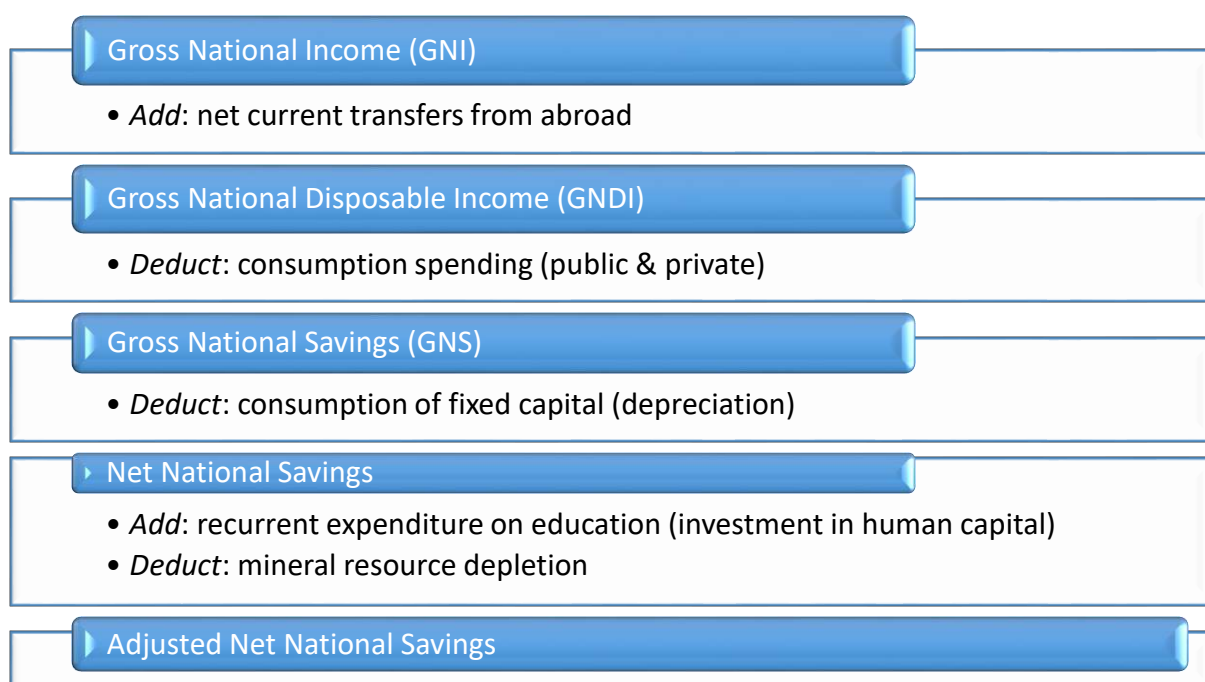 Gross National Income (GNI)
• Add: net current transfers from abroad
Gross National Disposable Income (GNDI)
• Deduct: consumption spending (public & private)
Gross National Savings (GNS)
• Deduct: consumption of fixed capital (depreciation)
Net National Savings
• Add: recurrent expenditure on education (investment in human capital)
• Deduct: mineral resource depletion
Adjusted Net National Savings